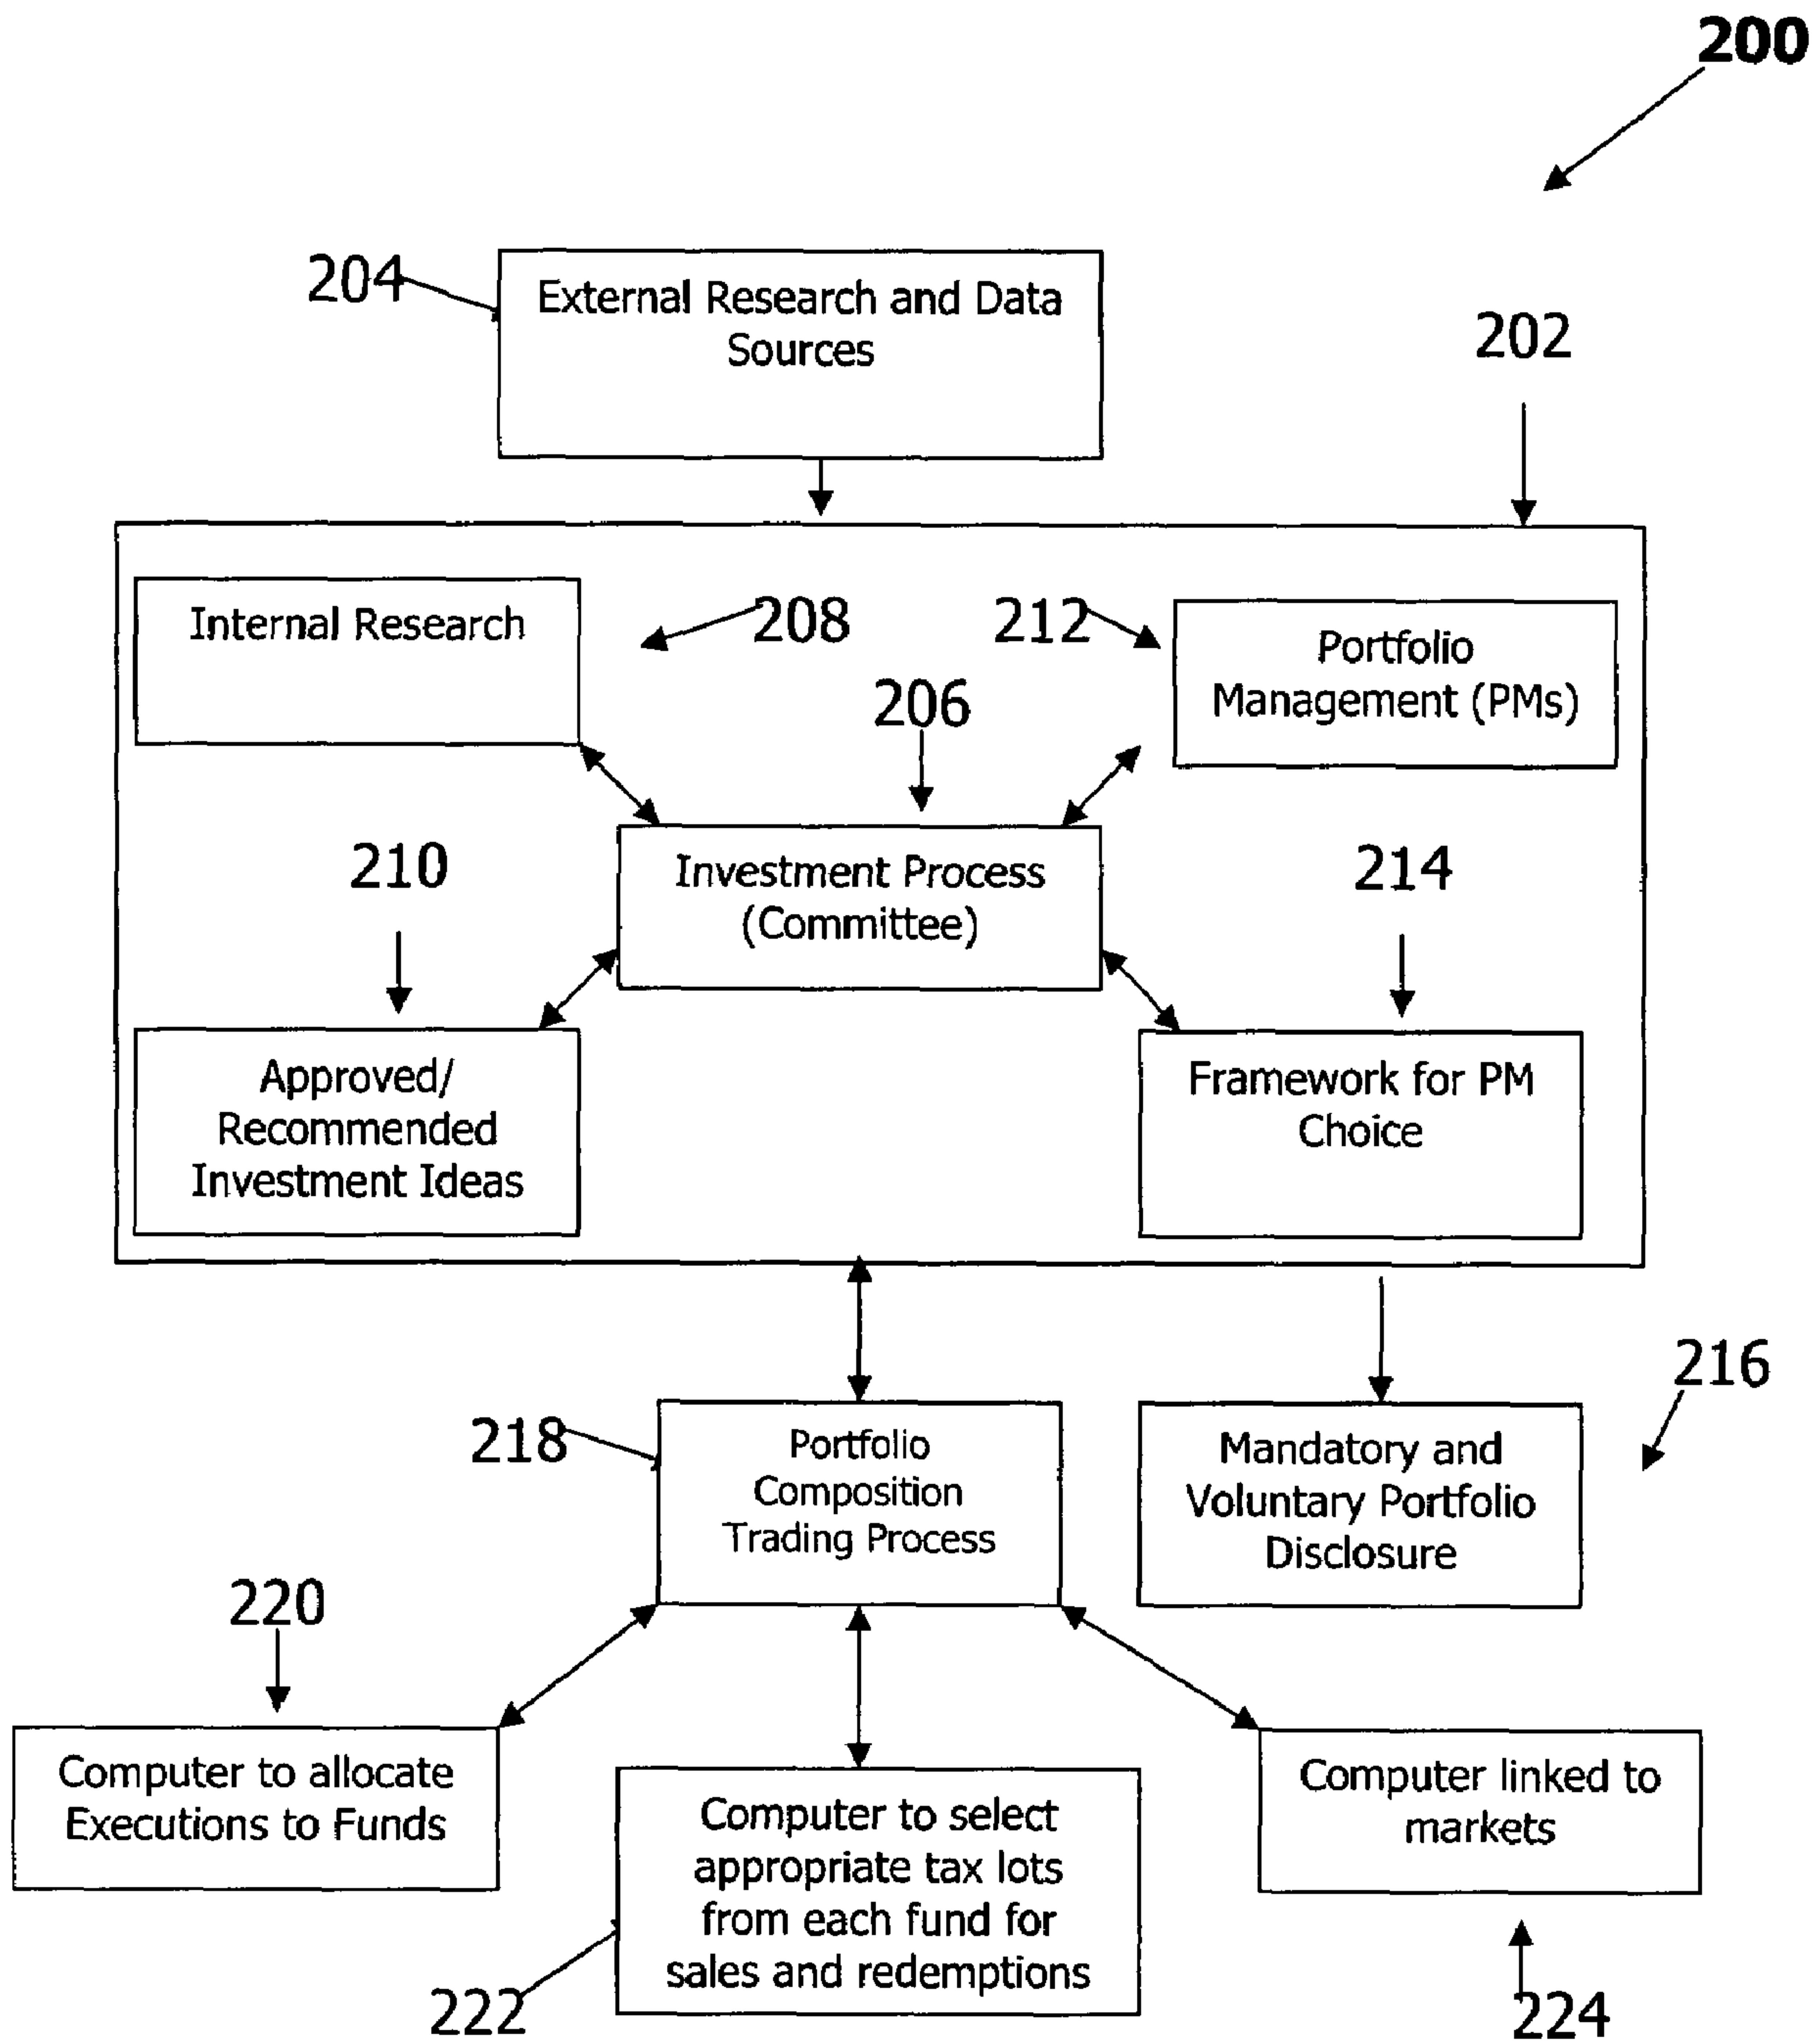 200
204
External Research and Data
Sources
202
Internal Research
208
212
Portfolio
Management (PMs)
206
210
Investment Process
(Committee)
214
Approved/
Recommended
Investment Ideas
Framework for PM
Choice
216
218
Portfolio
Composition
Trading Process
Mandatory and
Voluntary Portfolio
Disclosure
220
Computer to allocate
Executions to Funds
Computer to select
appropriate tax lots
from each fund for
sales and redemptions
Computer linked to
markets
222
224